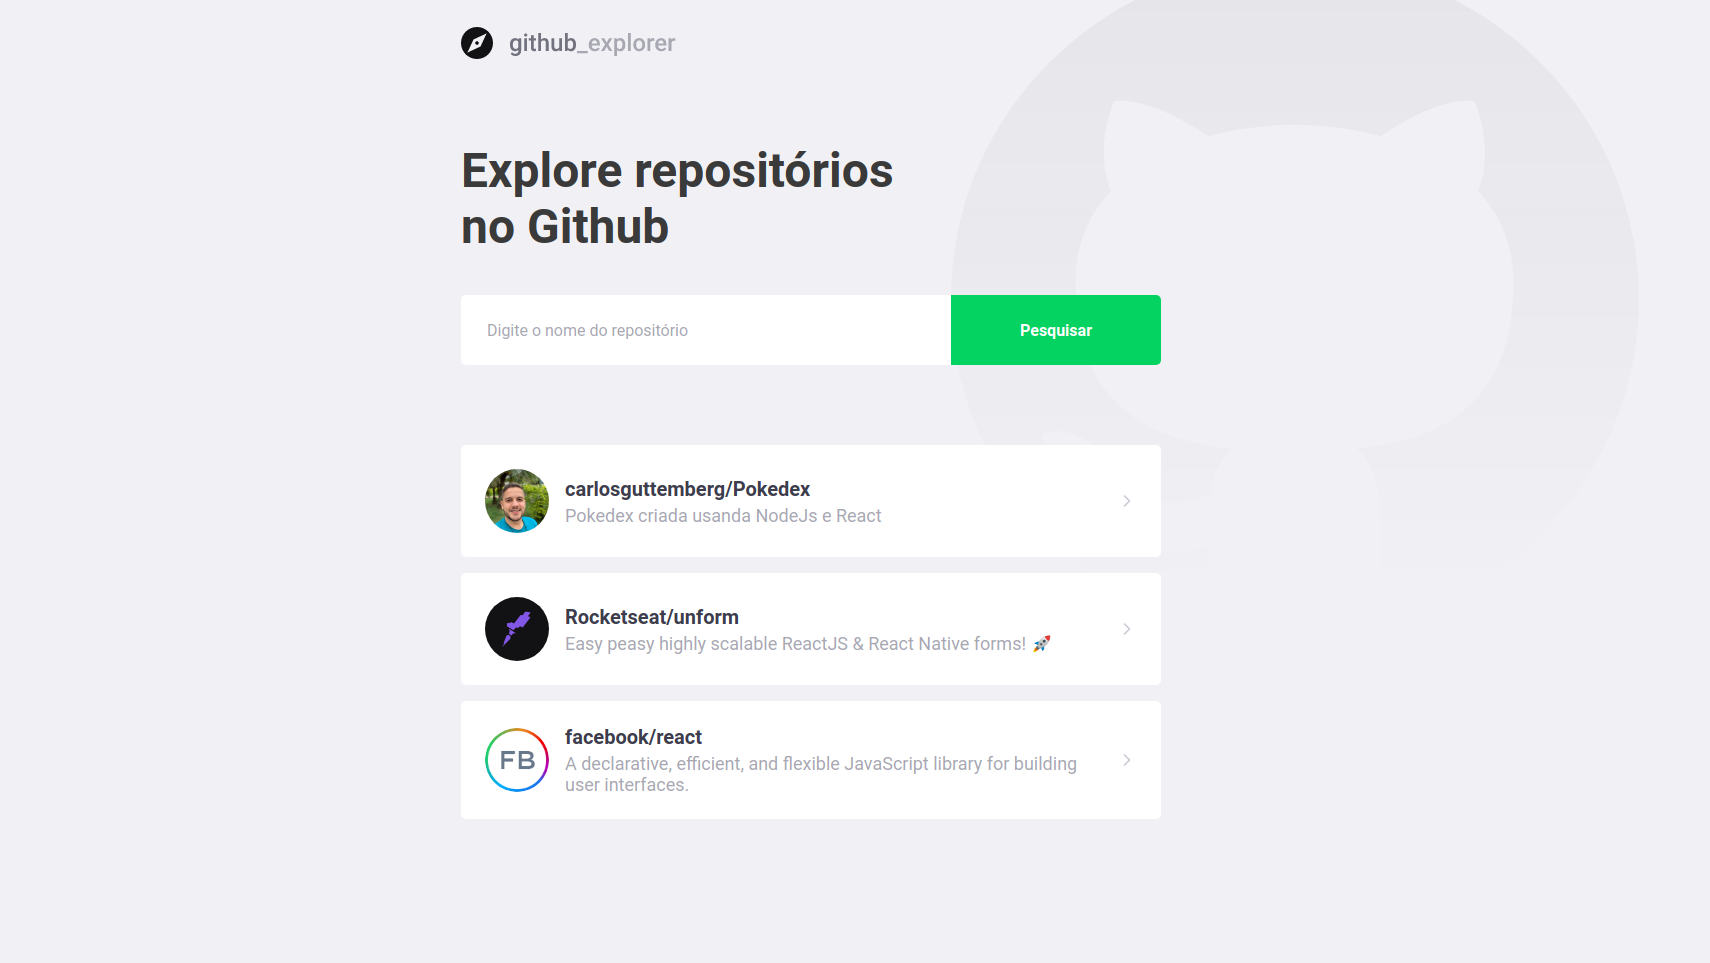 github_explorer
Explore repositórios
no Github
Digite o nome do repositório
Pesquisar
carlosguttemberg/Pokedex
Pokedex criada usanda NodeJs e React
Rocketseat/unform
Easy peasy highly scalable ReactJS & React Native forms! 🚀
FB
facebook/react
A declarative, efficient, and flexible JavaScript library for building
user interfaces.